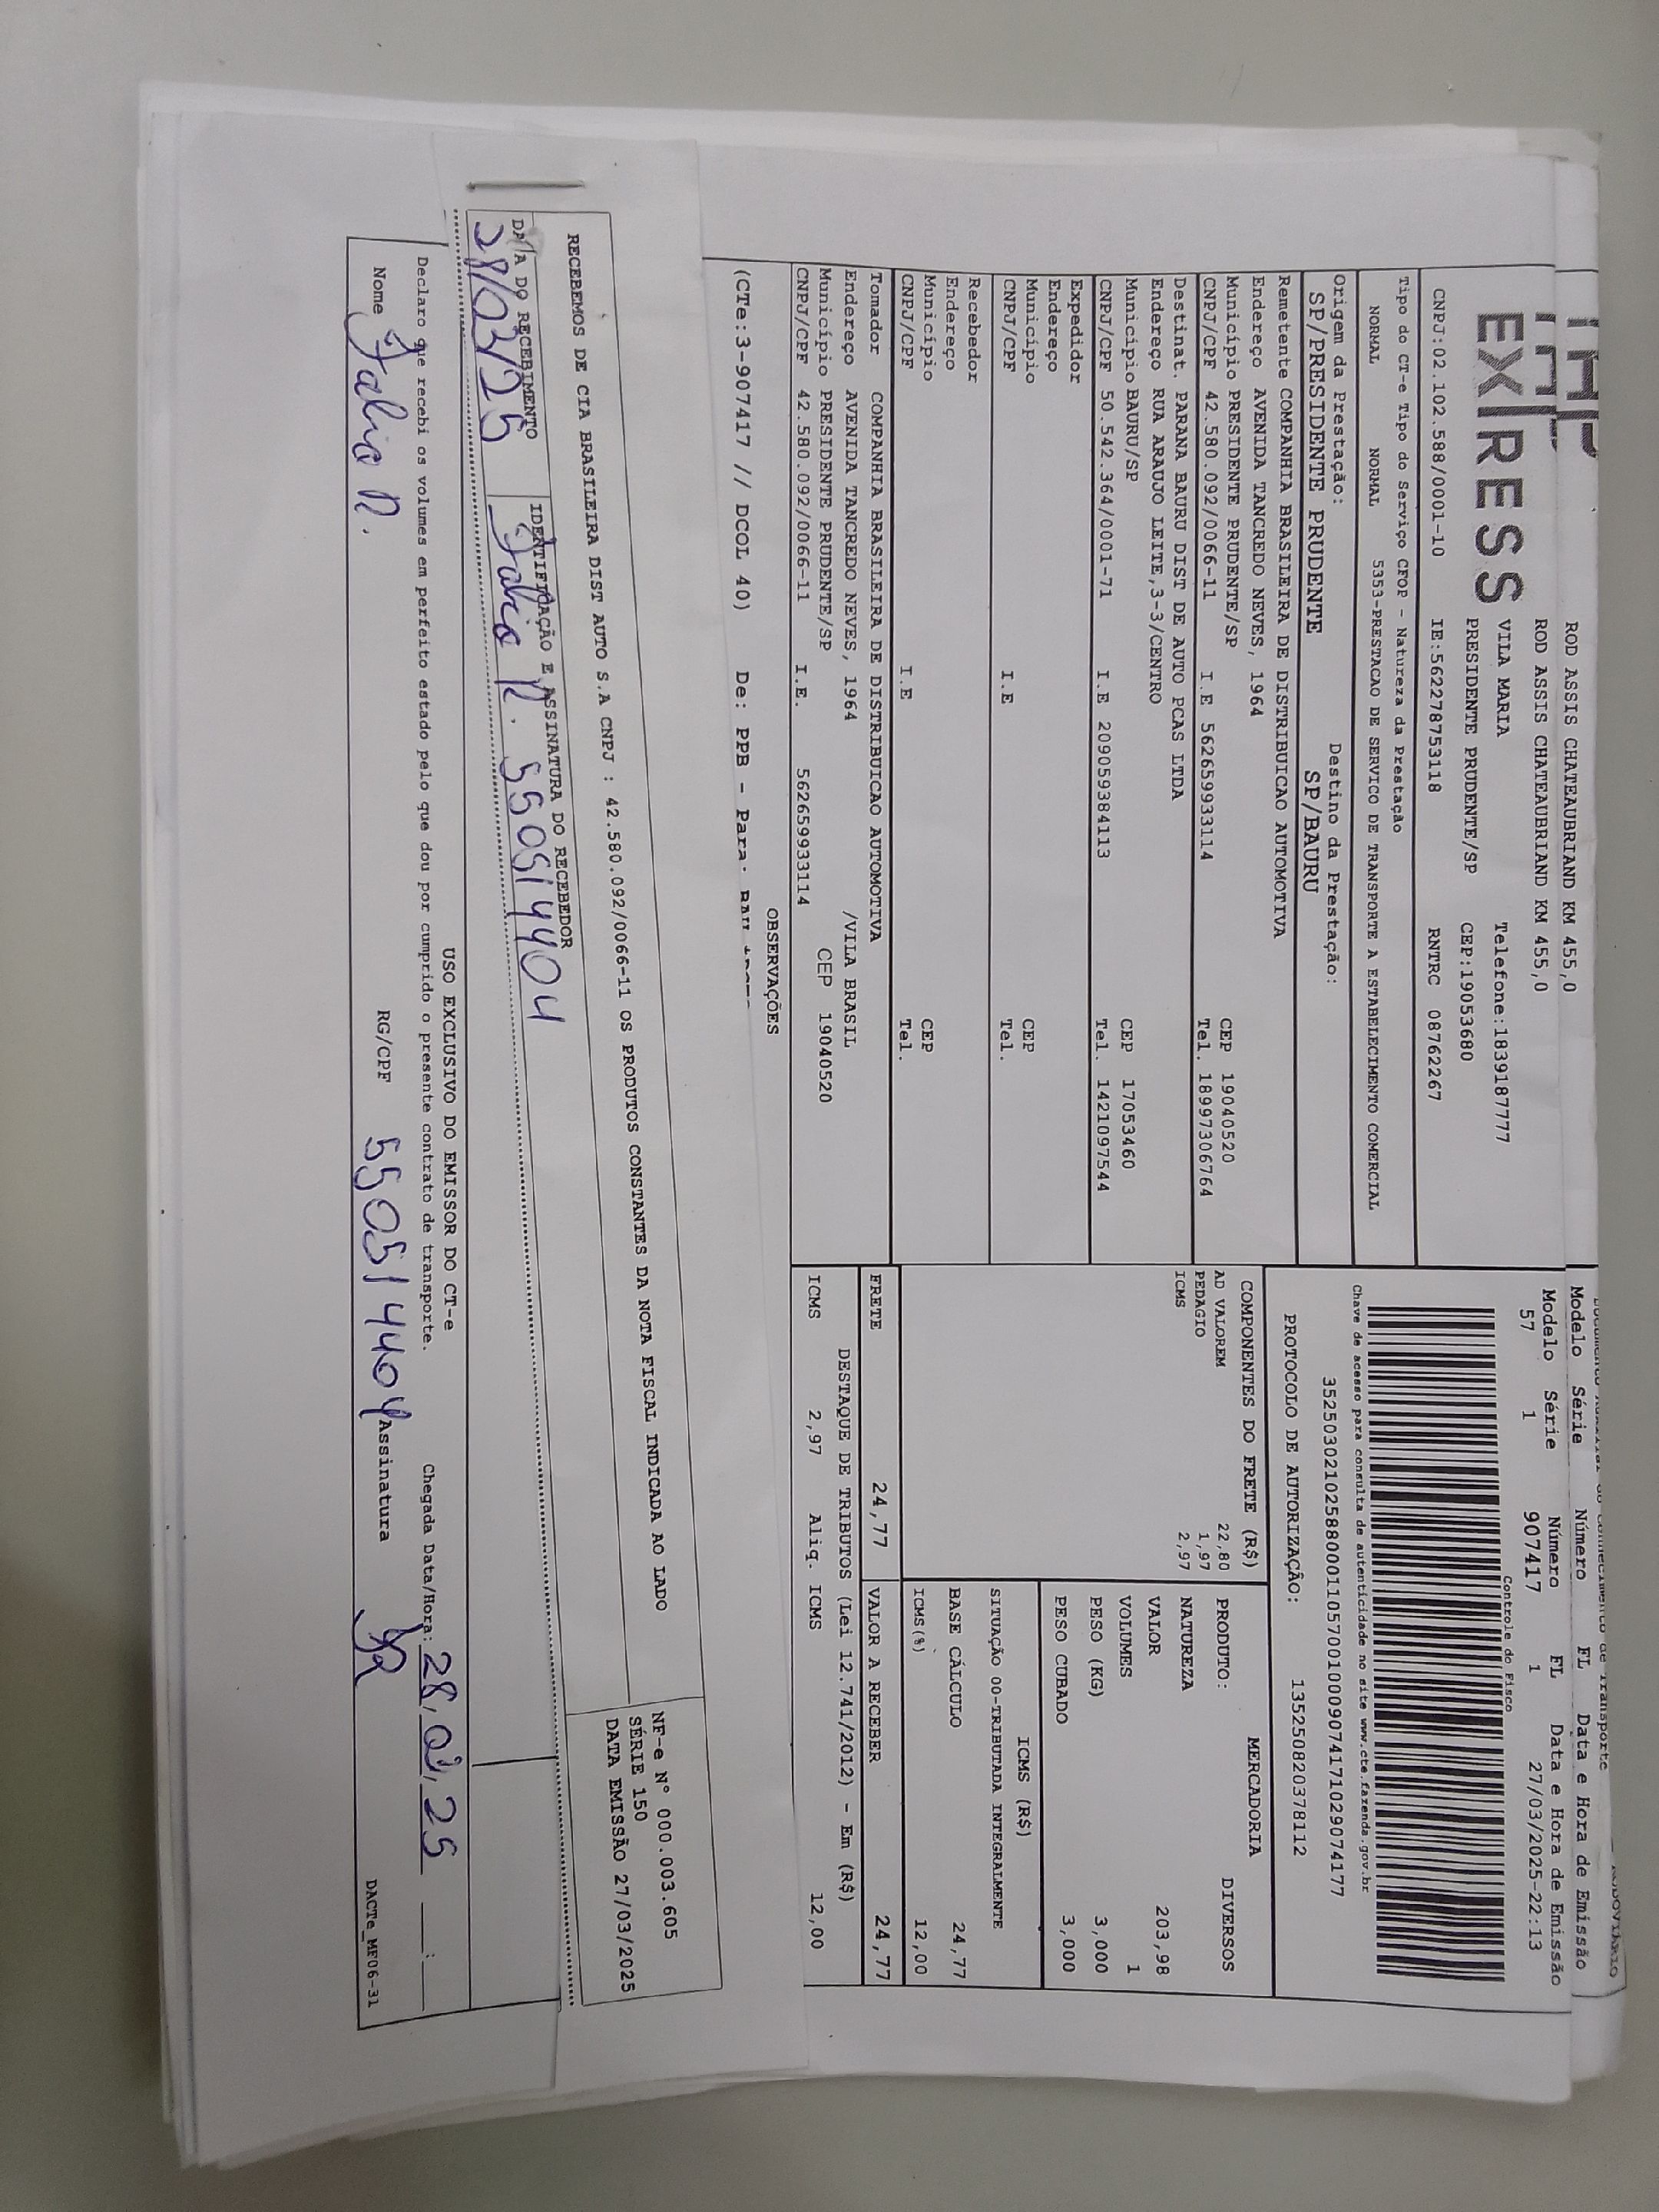 EXPRESS
ROD ASSIS CHATEAUBRIAND KM 455,0
ROD ASSIS CHATEAUBRIAND KM 455,0
VILA MARIA Telefone:1839187777
PRESIDENTE PRUDENTE/SP CEP:19053680
CNPJ:02.102.588/0001-10 IE:562278753118 RNTRC 08762267
Modelo Série Número FL Data e Hora de Emissão
Modelo Série Número FL Data e Hora de Emissão
57 1 907417 1 27/03/2025-22:13
Controle do Fisco
Chave de acesso para consulta de autenticidade no site www.cte.fazenda.gov.br
35250302102588000110570010009074171029074177
PROTOCOLO DE AUTORIZAÇÃO: 135250820378112
Tipo do CT-e Tipo do Serviço CFOP - Natureza da Prestação
NORMAL NORMAL 5353-PRESTACAO DE SERVICO DE TRANSPORTE A ESTABELECIMENTO COMERCIAL
Origem da Prestação: Destino da Prestação:
SP/PRESIDENTE PRUDENTE SP/BAURU
Remetente COMPANHIA BRASILEIRA DE DISTRIBUICAO AUTOMOTIVA
Endereço AVENIDA TANCREDO NEVES, 1964
Município PRESIDENTE PRUDENTE/SP CEP 19040520
CNPJ/CPF 42.580.092/0066-11 I.E 562659933114 Tel. 18997306764
Destinat. PARANA BAURU DIST DE AUTO PCAS LTDA
Endereço RUA ARAUJO LEITE,3-3/CENTRO
Município BAURU/SP CEP 17053460
CNPJ/CPF 50.542.364/0001-71 I.E 209059384113 Tel. 1421097544
Expedidor
Endereço
Município CEP
CNPJ/CPF I.E Tel.
Recebedor
Endereço
Município CEP
CNPJ/CPF I.E Tel.
Tomador COMPANHIA BRASILEIRA DE DISTRIBUICAO AUTOMOTIVA
Endereço AVENIDA TANCREDO NEVES, 1964 /VILA BRASIL
Município PRESIDENTE PRUDENTE/SP CEP 19040520
CNPJ/CPF 42.580.092/0066-11 I.E. 562659933114
COMPONENTES DO FRETE (R$)
AD VALOREM 22,80
PEDAGIO 1,97
ICMS 2,97
MERCADORIA
PRODUTO: DIVERSOS
NATUREZA
VALOR 203,98
VOLUMES 1
PESO (KG) 3,000
PESO CUBADO 3,000
ICMS (R$)
SITUAÇÃO 00-TRIBUTADA INTEGRALMENTE
BASE CÁLCULO 24,77
ICMS(%) 12,00
FRETE 24,77 VALOR A RECEBER 24,77
DESTAQUE DE TRIBUTOS (Lei 12.741/2012) - Em (R$)
ICMS 2,97 Aliq. ICMS 12,00
OBSERVAÇÕES
(CTe:3-907417 // DCOL 40) De: PPB - Para: BAU
RECEBEMOS DE CIA BRASILEIRA DIST AUTO S.A CNPJ : 42.580.092/0066-11 OS PRODUTOS CONSTANTES DA NOTA FISCAL INDICADA AO LADO
NF-e N° 000.003.605
SÉRIE 150
DATA EMISSÃO 27/03/2025
DATA DO RECEBIMENTO IDENTIFICAÇÃO E ASSINATURA DO RECEBEDOR
28/03/25 Fabio R. 550514404
USO EXCLUSIVO DO EMISSOR DO CT-e
Declaro que recebi os volumes em perfeito estado pelo que dou por cumprido o presente contrato de transporte. Chegada Data/Hora: 28,03,25 :
Nome Fabio R. RG/CPF 550514404 Assinatura
DACTe_MF06-31